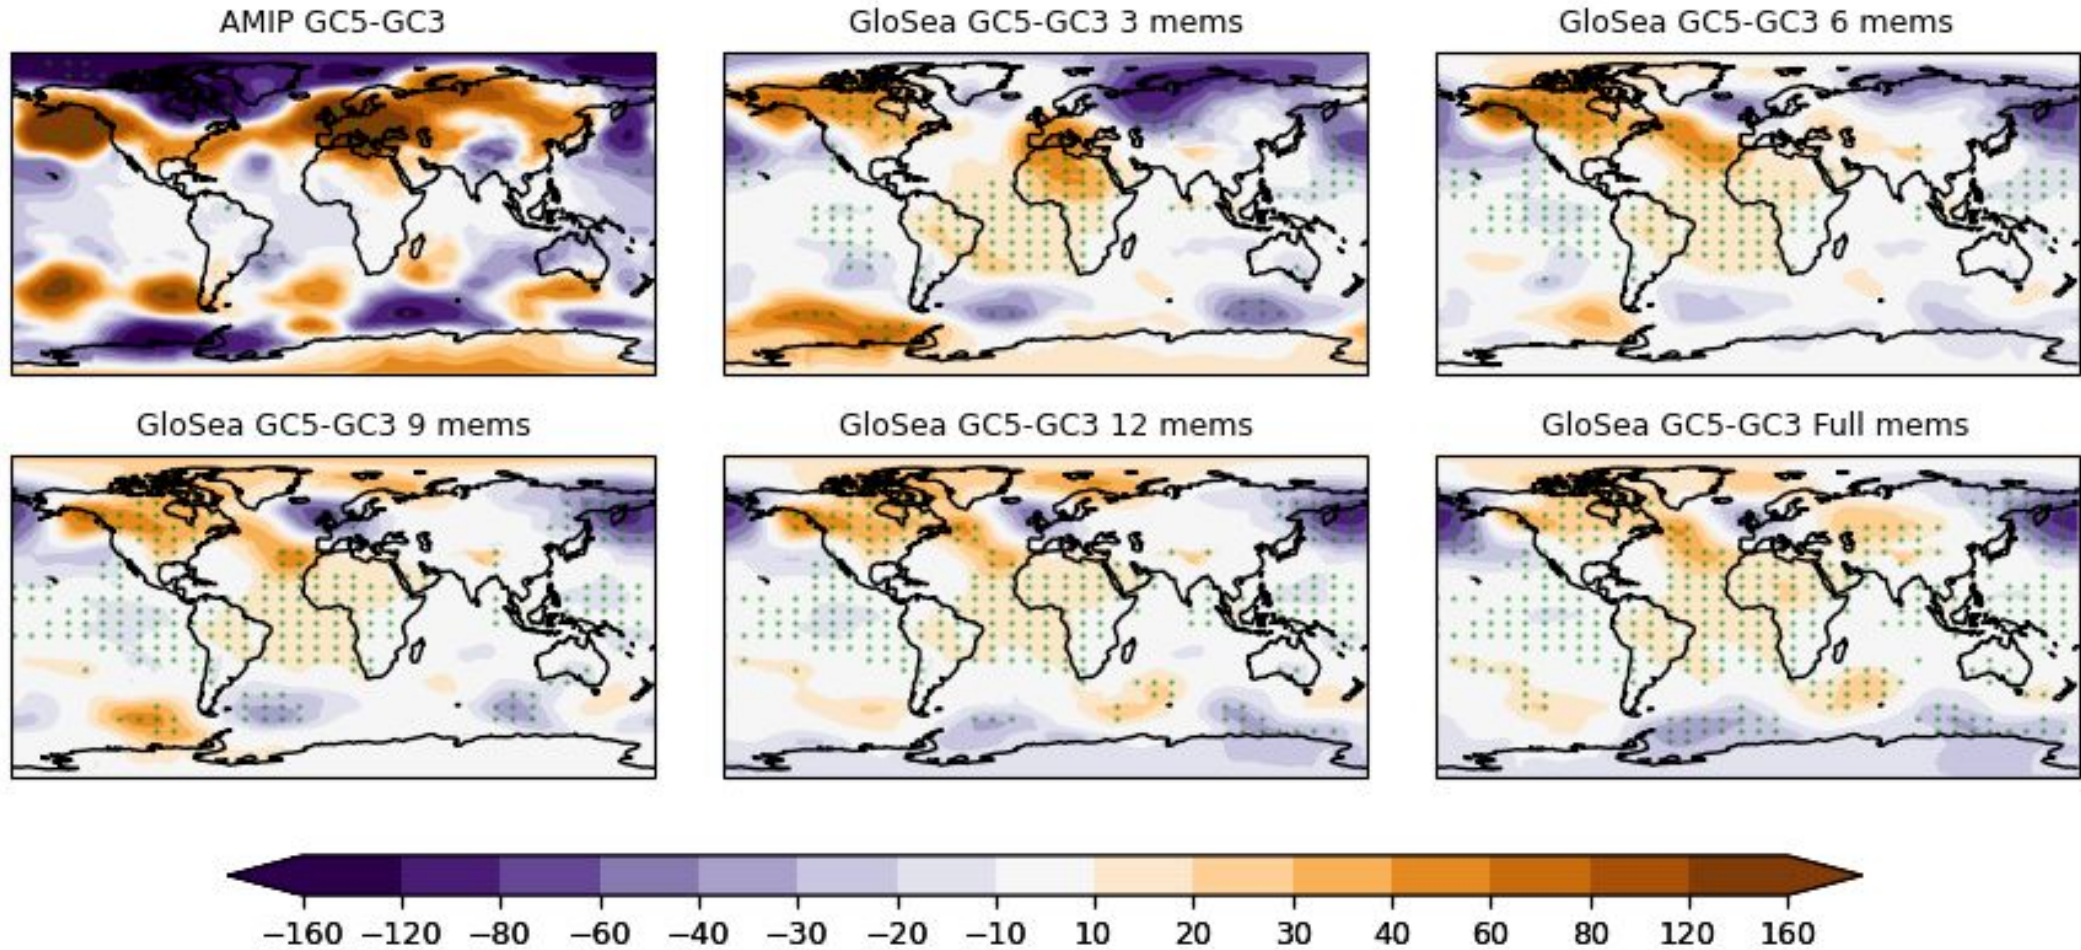 AMIP GC5-GC3
GloSea GC5-GC3 3 mems
GloSea GC5-GC3 6 mems
GloSea GC5-GC3 9 mems
GloSea GC5-GC3 12 mems
GloSea GC5-GC3 Full mems
−160 −120 −80 −60 −40 −30 −20 −10 10 20 30 40 60 80 120 160